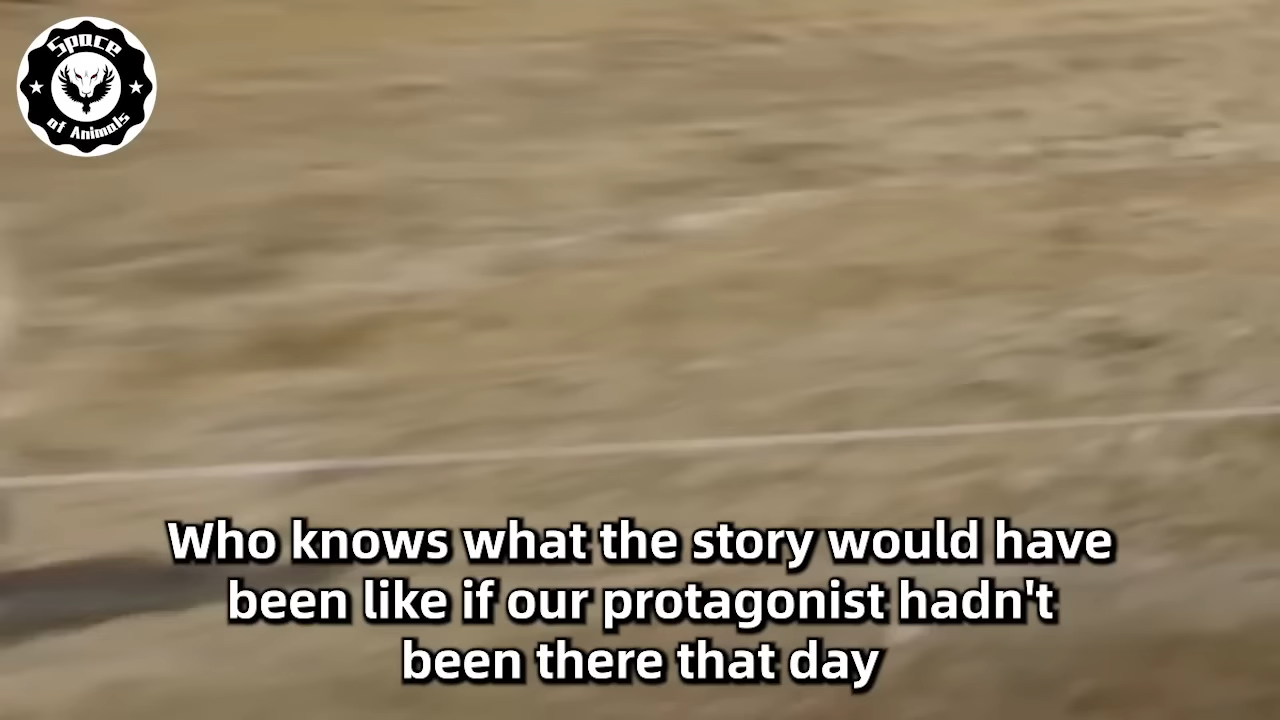 Space
of Animals
Who knows what the story would have
been like if our protagonist hadn't
been there that day